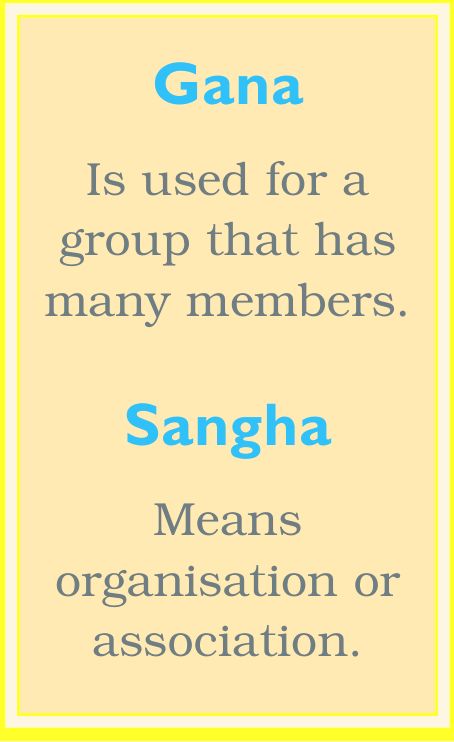 Gana
Is used for a
group that has
many members.
Sangha
Means
organisation or
association.